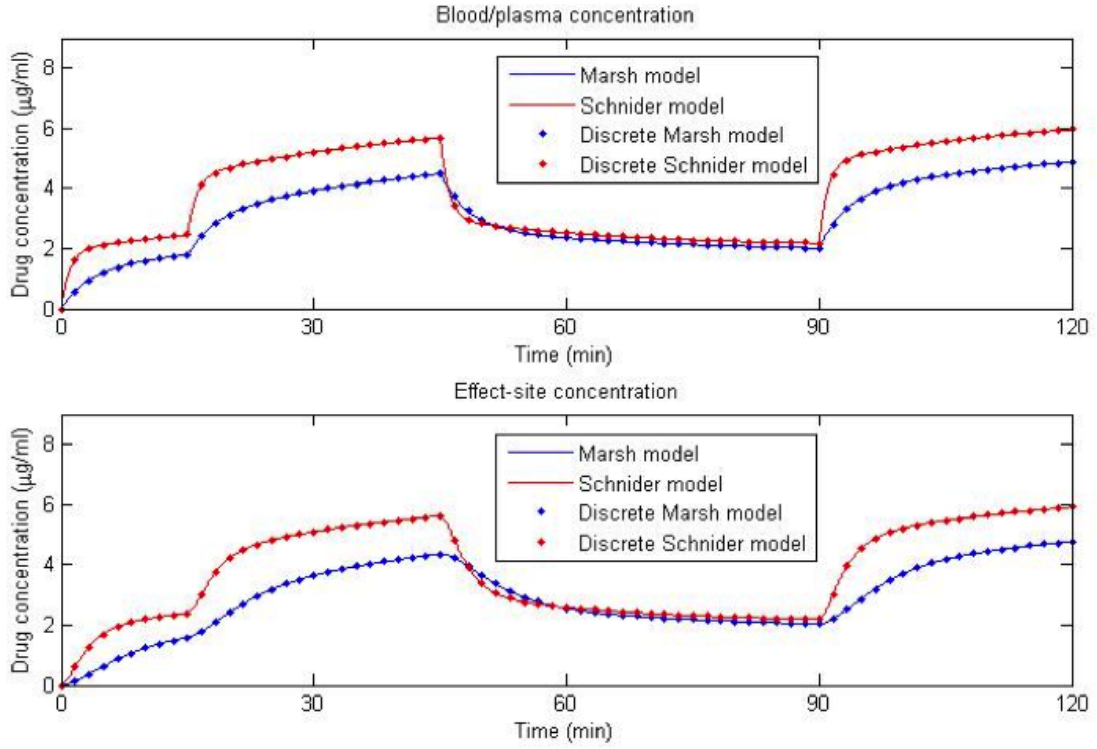 Blood/plasma concentration
Drug concentration (μg/ml)
8
6
4
2
0
Marsh model
Schnider model
Discrete Marsh model
Discrete Schnider model
0 30 60 90 120
Time (min)
Effect-site concentration
Drug concentration (μg/ml)
8
6
4
2
0
Marsh model
Schnider model
Discrete Marsh model
Discrete Schnider model
0 30 60 90 120
Time (min)